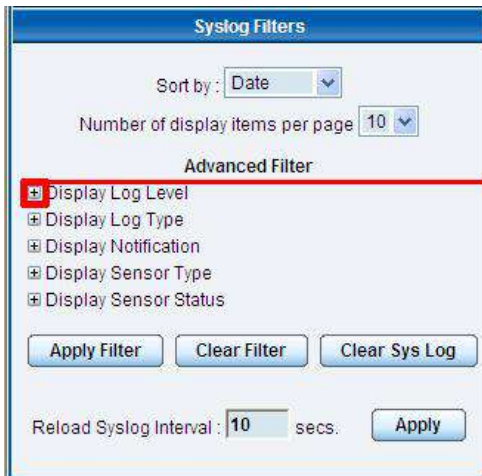 Syslog Filters
Sort by : Date
Number of display items per page 10
Advanced Filter
Display Log Level
Display Log Type
Display Notification
Display Sensor Type
Display Sensor Status
Apply Filter Clear Filter Clear Sys Log
Reload Syslog Interval : 10 secs. Apply